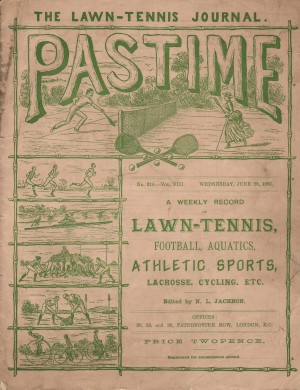 THE LAWN-TENNIS JOURNAL.
PASTIME
WEDNESDAY, JUNE
A WEEKLY RECORD
OF
LAWN-TENNIS,
FOOTBALL, AQUATICS,
ATHLETIC SPORTS,
LACROSSE, CYCLING, ETC.
Edited by N. L. JACKSON.
OFFICES:
PATERNOSTER ROW, LONDON, E.C.
PRICE TWOPENCE.